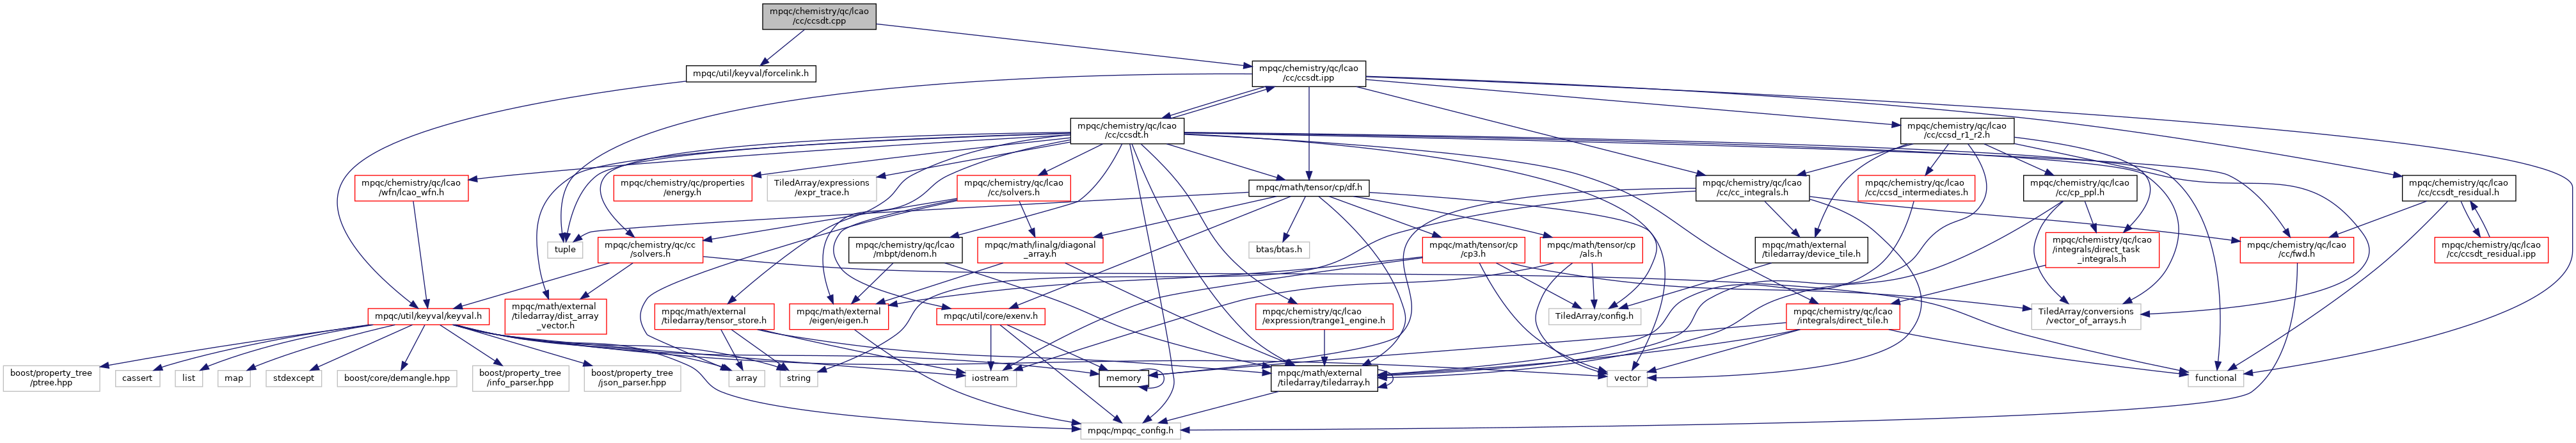 mpqc/chemistry/qc/lcao
/cc/ccsdt.cpp
mpqc/util/keyval/forcelink.h
mpqc/chemistry/qc/lcao
/cc/ccsdt.ipp
mpqc/chemistry/qc/lcao
/cc/ccsdt.h
mpqc/chemistry/qc/lcao
/cc/ccsd_r1_r2.h
mpqc/chemistry/qc/lcao
/wfn/lcao_wfn.h
mpqc/chemistry/qc/properties
/energy.h
TiledArray/expressions
/expr_trace.h
mpqc/chemistry/qc/lcao
/cc/solvers.h
mpqc/math/tensor/cp/df.h
mpqc/chemistry/qc/lcao
/cc/cc_integrals.h
mpqc/chemistry/qc/lcao
/cc/ccsd_intermediates.h
mpqc/chemistry/qc/lcao
/cc/cp_ppl.h
mpqc/chemistry/qc/lcao
/cc/ccsdt_residual.h
tuple
mpqc/chemistry/qc/cc
/solvers.h
mpqc/chemistry/qc/lcao
/mbpt/denom.h
mpqc/math/linalg/diagonal
_array.h
btas/btas.h
mpqc/math/tensor/cp
/cp3.h
mpqc/math/tensor/cp
/als.h
mpqc/math/external
/tiledarray/device_tile.h
mpqc/chemistry/qc/lcao
/integrals/direct_task
_integrals.h
mpqc/chemistry/qc/lcao
/cc/fwd.h
mpqc/chemistry/qc/lcao
/cc/ccsdt_residual.ipp
mpqc/util/keyval/keyval.h
mpqc/math/external
/tiledarray/dist_array
_vector.h
mpqc/math/external
/tiledarray/tensor_store.h
mpqc/math/external
/eigen/eigen.h
mpqc/util/core/exenv.h
mpqc/chemistry/qc/lcao
/expression/trange1_engine.h
TiledArray/config.h
mpqc/chemistry/qc/lcao
/integrals/direct_tile.h
TiledArray/conversions
/vector_of_arrays.h
boost/property_tree
/ptree.hpp
cassert
list
map
stdexcept
boost/core/demangle.hpp
boost/property_tree
/info_parser.hpp
boost/property_tree
/json_parser.hpp
array
string
iostream
memory
mpqc/math/external
/tiledarray/tiledarray.h
vector
functional
mpqc/mpqc_config.h